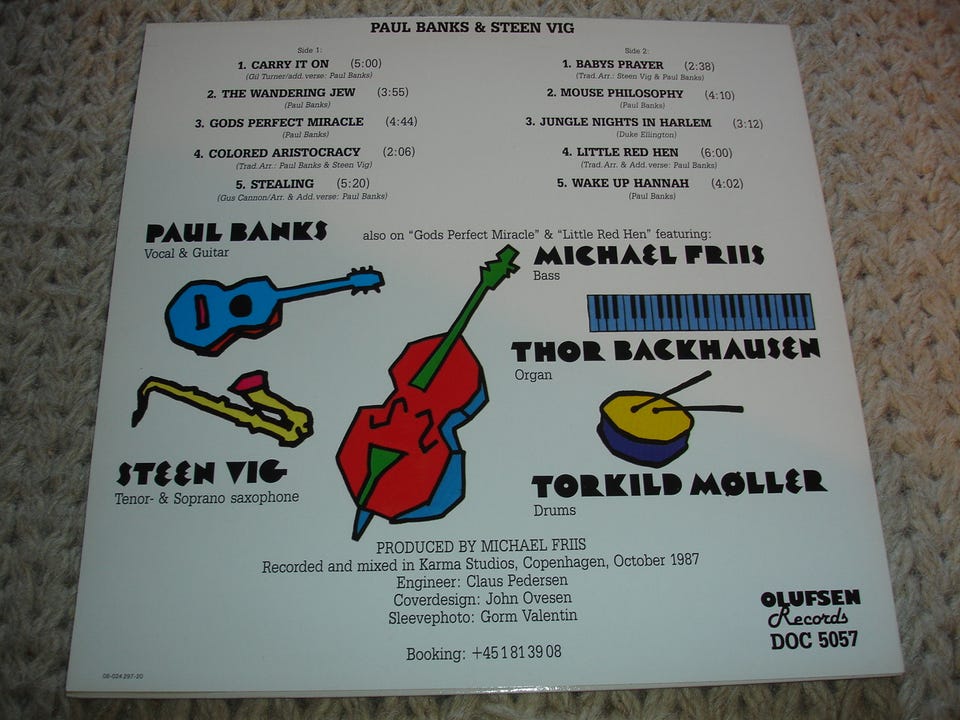 PAUL BANKS & STEEN VIG
Side 1:
1. CARRY IT ON (5:00)
(Gil Turner/add. verse: Paul Banks)
2. THE WANDERING JEW (3:55)
(Paul Banks)
3. GODS PERFECT MIRACLE (4:44)
(Paul Banks)
4. COLORED ARISTOCRACY (2:06)
(Trad. Arr.: Paul Banks & Steen Vig)
5. STEALING (5:20)
(Gus Cannon/Arr. & Add. verse: Paul Banks)
Side 2:
1. BABYS PRAYER (2:38)
(Trad. Arr.: Steen Vig & Paul Banks)
2. MOUSE PHILOSOPHY (4:10)
(Paul Banks)
3. JUNGLE NIGHTS IN HARLEM (3:12)
(Duke Ellington)
4. LITTLE RED HEN (6:00)
(Trad. Arr. & Add. verse: Paul Banks)
5. WAKE UP HANNAH (4:02)
(Paul Banks)
PAUL BANKS
Vocal & Guitar
also on "Gods Perfect Miracle" & "Little Red Hen" featuring:
MICHAEL FRIIS
Bass
THOR BACKHAUSEN
Organ
STEEN VIG
Tenor- & Soprano saxophone
TORKILD MØLLER
Drums
PRODUCED BY MICHAEL FRIIS
Recorded and mixed in Karma Studios, Copenhagen, October 1987
Engineer: Claus Pedersen
Coverdesign: John Ovesen
Sleevephoto: Gorm Valentin
Booking: +45 1 81 39 08
OLUFSEN
Records
DOC 5057
08-024 297-20